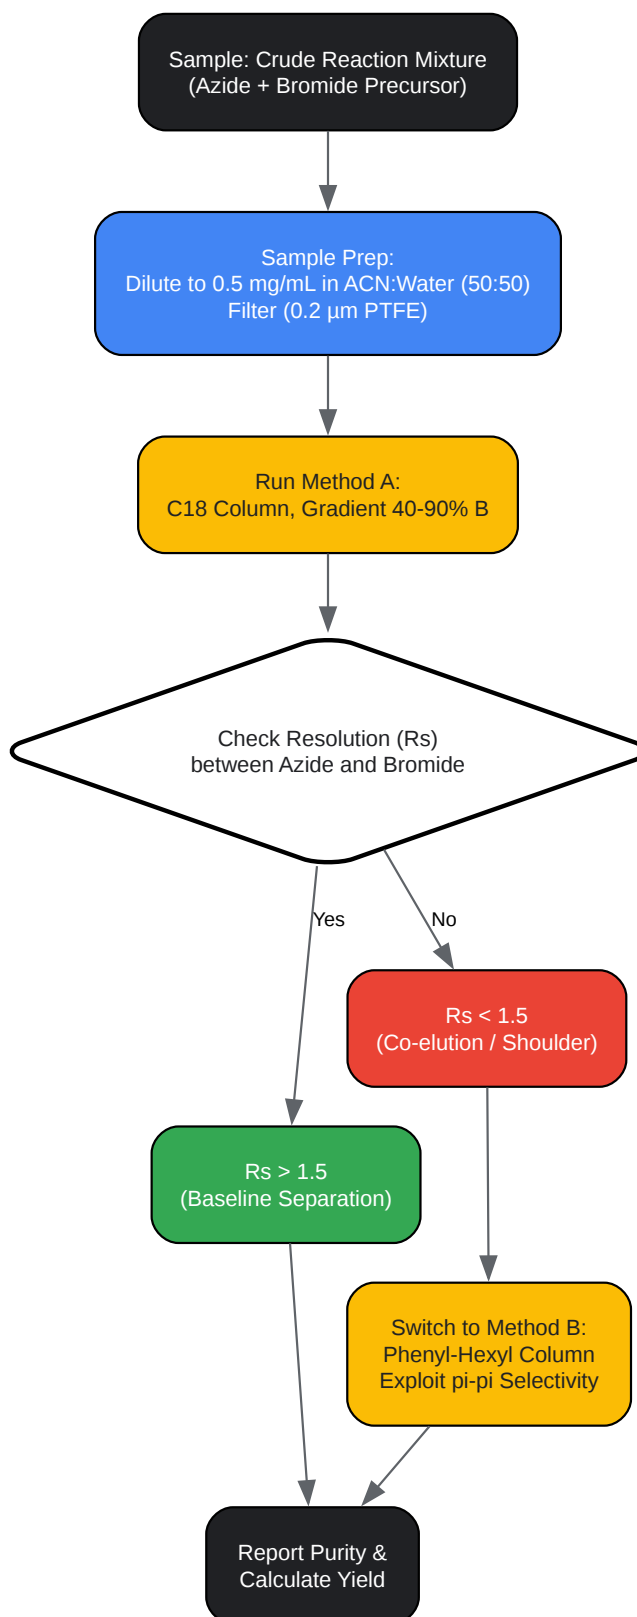 Sample: Crude Reaction Mixture
(Azide + Bromide Precursor)
Sample Prep:
Dilute to 0.5 mg/mL in ACN:Water (50:50)
Filter (0.2 µm PTFE)
Run Method A:
C18 Column, Gradient 40-90% B
Check Resolution (Rs)
between Azide and Bromide
Yes
No
Rs < 1.5
(Co-elution / Shoulder)
Rs > 1.5
(Baseline Separation)
Switch to Method B:
Phenyl-Hexyl Column
Exploit pi-pi Selectivity
Report Purity &
Calculate Yield